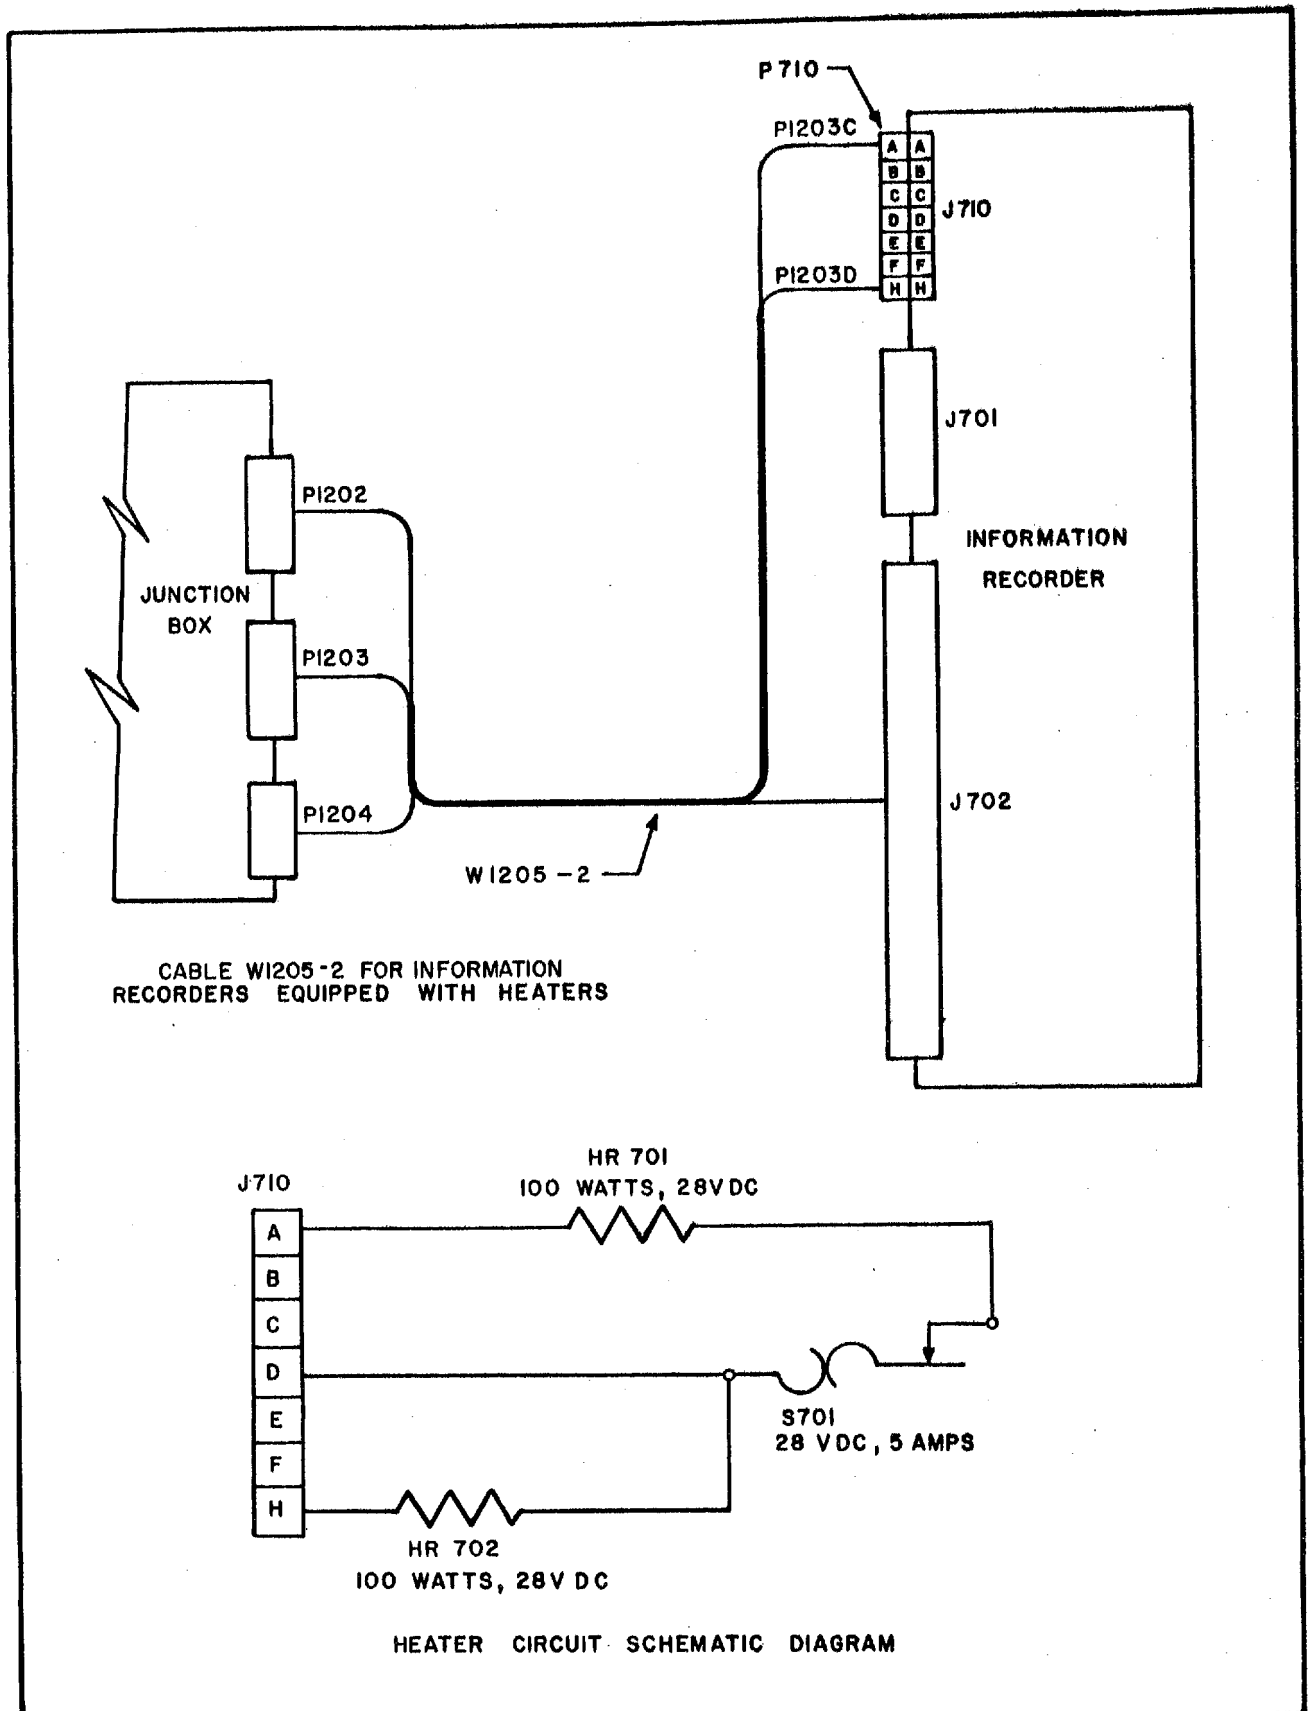 P710
P1203C
A A
B B
C C
D D
E E
F F
H H
J710
P1203D
J701
P1202
INFORMATION
RECORDER
JUNCTION
BOX
P1203
P1204
J702
W1205-2
CABLE W1205-2 FOR INFORMATION
RECORDERS EQUIPPED WITH HEATERS
HR 701
100 WATTS, 28VDC
J710
A
B
C
D
E
F
H
S701
28 VDC, 5 AMPS
HR 702
100 WATTS, 28V DC
HEATER CIRCUIT SCHEMATIC DIAGRAM